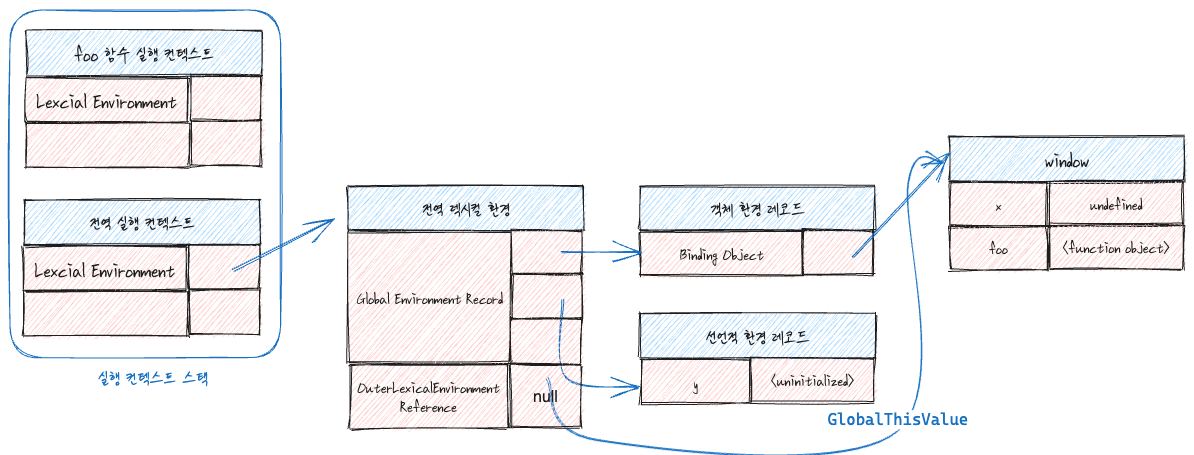 foo 함수 실행 컨텍스트
Lexcial Environment
전역 실행 컨텍스트
Lexcial Environment
실행 컨텍스트 스택
전역 렉시컬 환경
Global Environment Record
OuterLexicalEnvironment
Reference
null
객체 환경 레코드
Binding Object
선언적 환경 레코드
y
<uninitialized>
GlobalThisValue
window
x
undefined
foo
<function object>